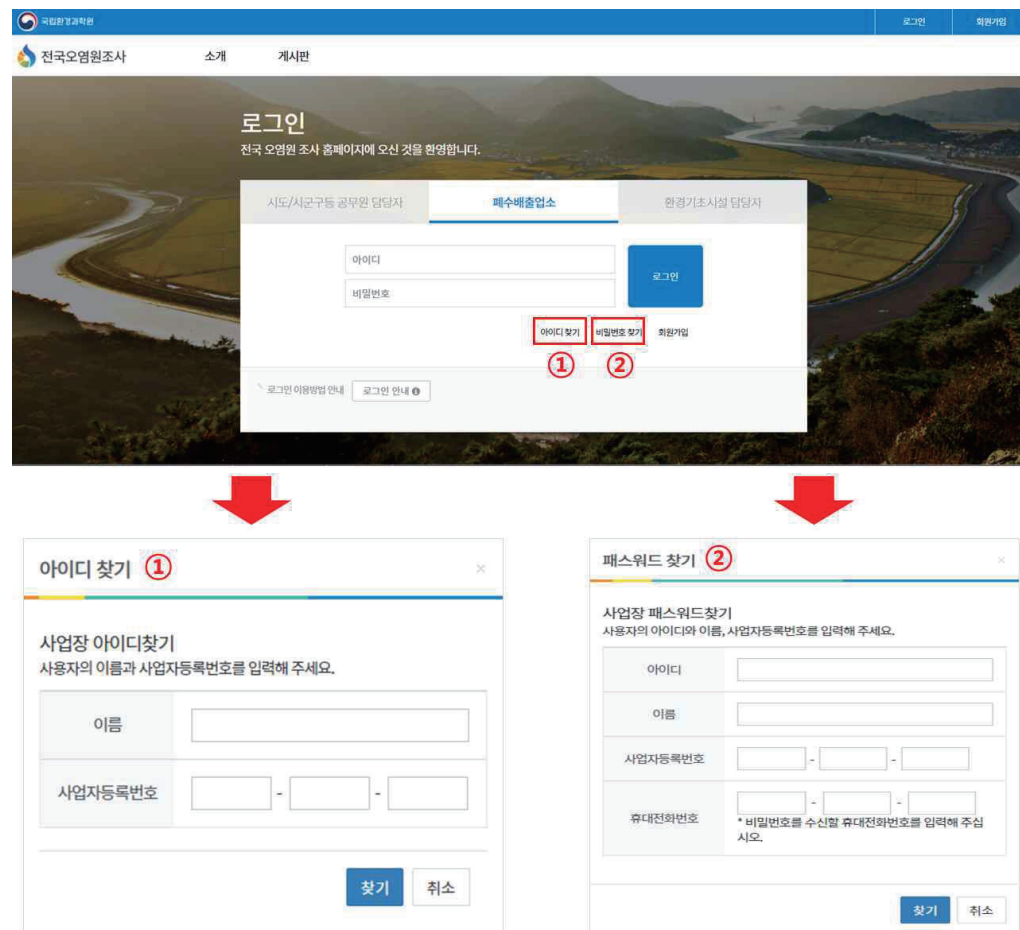 국립환경과학원
로그인
회원가입
전국오염원조사
소개
게시판
로그인
전국 오염원 조사 홈페이지에 오신 것을 환영합니다.
시도/시군구등 공무원 담당자
폐수배출업소
환경기초시설 담당자
아이디
비밀번호
로그인
아이디 찾기
비밀번호 찾기
회원가입
①
②
로그인 이용방법 안내
로그인 안내
아이디 찾기 ①
×
사업장 아이디찾기
사용자의 이름과 사업자등록번호를 입력해 주세요.
이름
사업자등록번호
-
-
찾기
취소
패스워드 찾기 ②
×
사업장 패스워드찾기
사용자의 아이디와 이름, 사업자등록번호를 입력해 주세요.
아이디
이름
사업자등록번호
-
-
휴대전화번호
-
-
* 비밀번호를 수신할 휴대전화번호를 입력해 주십
시오.
찾기
취소